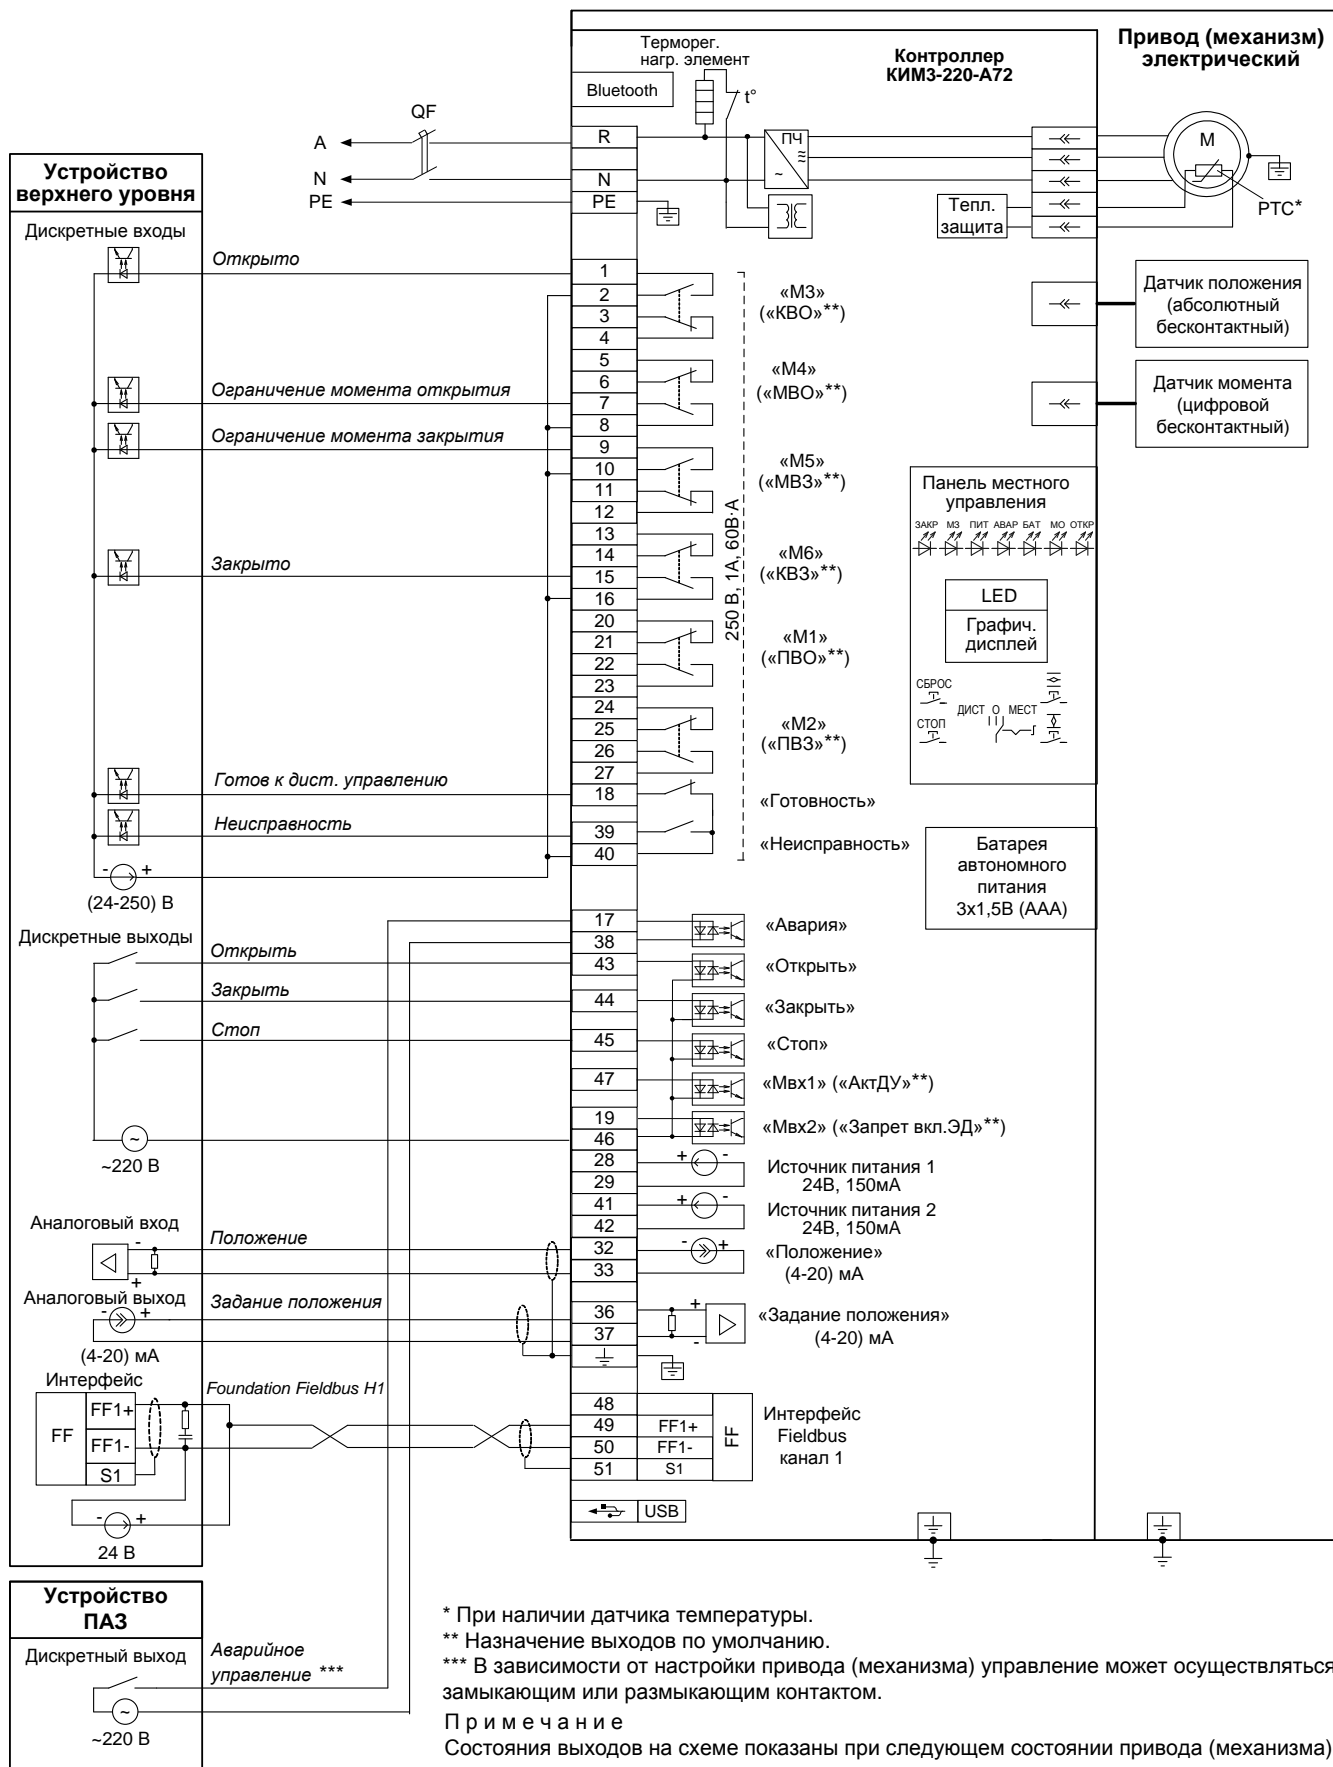 Привод (механизм)
электрический
Контроллер
КИМ3-220-А72
Терморег.
нагр. элемент
t°
Bluetooth
QF
A
N
PE
R
N
PE
ПЧ
≈
~
M
PTC*
Тепл.
защита
Устройство
верхнего уровня
Дискретные входы
Открыто
Ограничение момента открытия
Ограничение момента закрытия
Закрыто
Готов к дист. управлению
Неисправность
- +
(24-250) В
1
2
3
4
5
6
7
8
9
10
11
12
13
14
15
16
20
21
22
23
24
25
26
27
18
39
40
«М3»
(«КВО»**)
«М4»
(«МВО»**)
«М5»
(«МВЗ»**)
«М6»
(«КВЗ»**)
«М1»
(«ПВО»**)
«М2»
(«ПВЗ»**)
«Готовность»
«Неисправность»
250 В, 1А, 60В·А
Датчик положения
(абсолютный
бесконтактный)
Датчик момента
(цифровой
бесконтактный)
Панель местного
управления
ЗАКР МЗ ПИТ АВАР БАТ МО ОТКР
LED
Графич.
дисплей
СБРОС
СТОП
ДИСТ О МЕСТ
Батарея
автономного
питания
3х1,5В (ААА)
Дискретные выходы
Открыть
Закрыть
Стоп
~
~220 В
17
38
43
44
45
47
19
46
28
29
41
42
32
33
36
37
«Авария»
«Открыть»
«Закрыть»
«Стоп»
«Мвх1» («АктДУ»**)
«Мвх2» («Запрет вкл.ЭД»**)
+ -
Источник питания 1
24В, 150мА
+ -
Источник питания 2
24В, 150мА
- +
«Положение»
(4-20) мА
+
-
«Задание положения»
(4-20) мА
Аналоговый вход
-
+
Положение
Аналоговый выход
- +
Задание положения
(4-20) мА
Интерфейс
FF
FF1+
FF1-
S1
Foundation Fieldbus H1
- +
24 В
48
49
50
51
FF1+
FF1-
S1
FF
Интерфейс
Fieldbus
канал 1
USB
Устройство
ПАЗ
Дискретный выход
Аварийное
управление ***
~
~220 В
* При наличии датчика температуры.
** Назначение выходов по умолчанию.
*** В зависимости от настройки привода (механизма) управление может осуществляться
замыкающим или размыкающим контактом.
Примечание
Состояния выходов на схеме показаны при следующем состоянии привода (механизма)